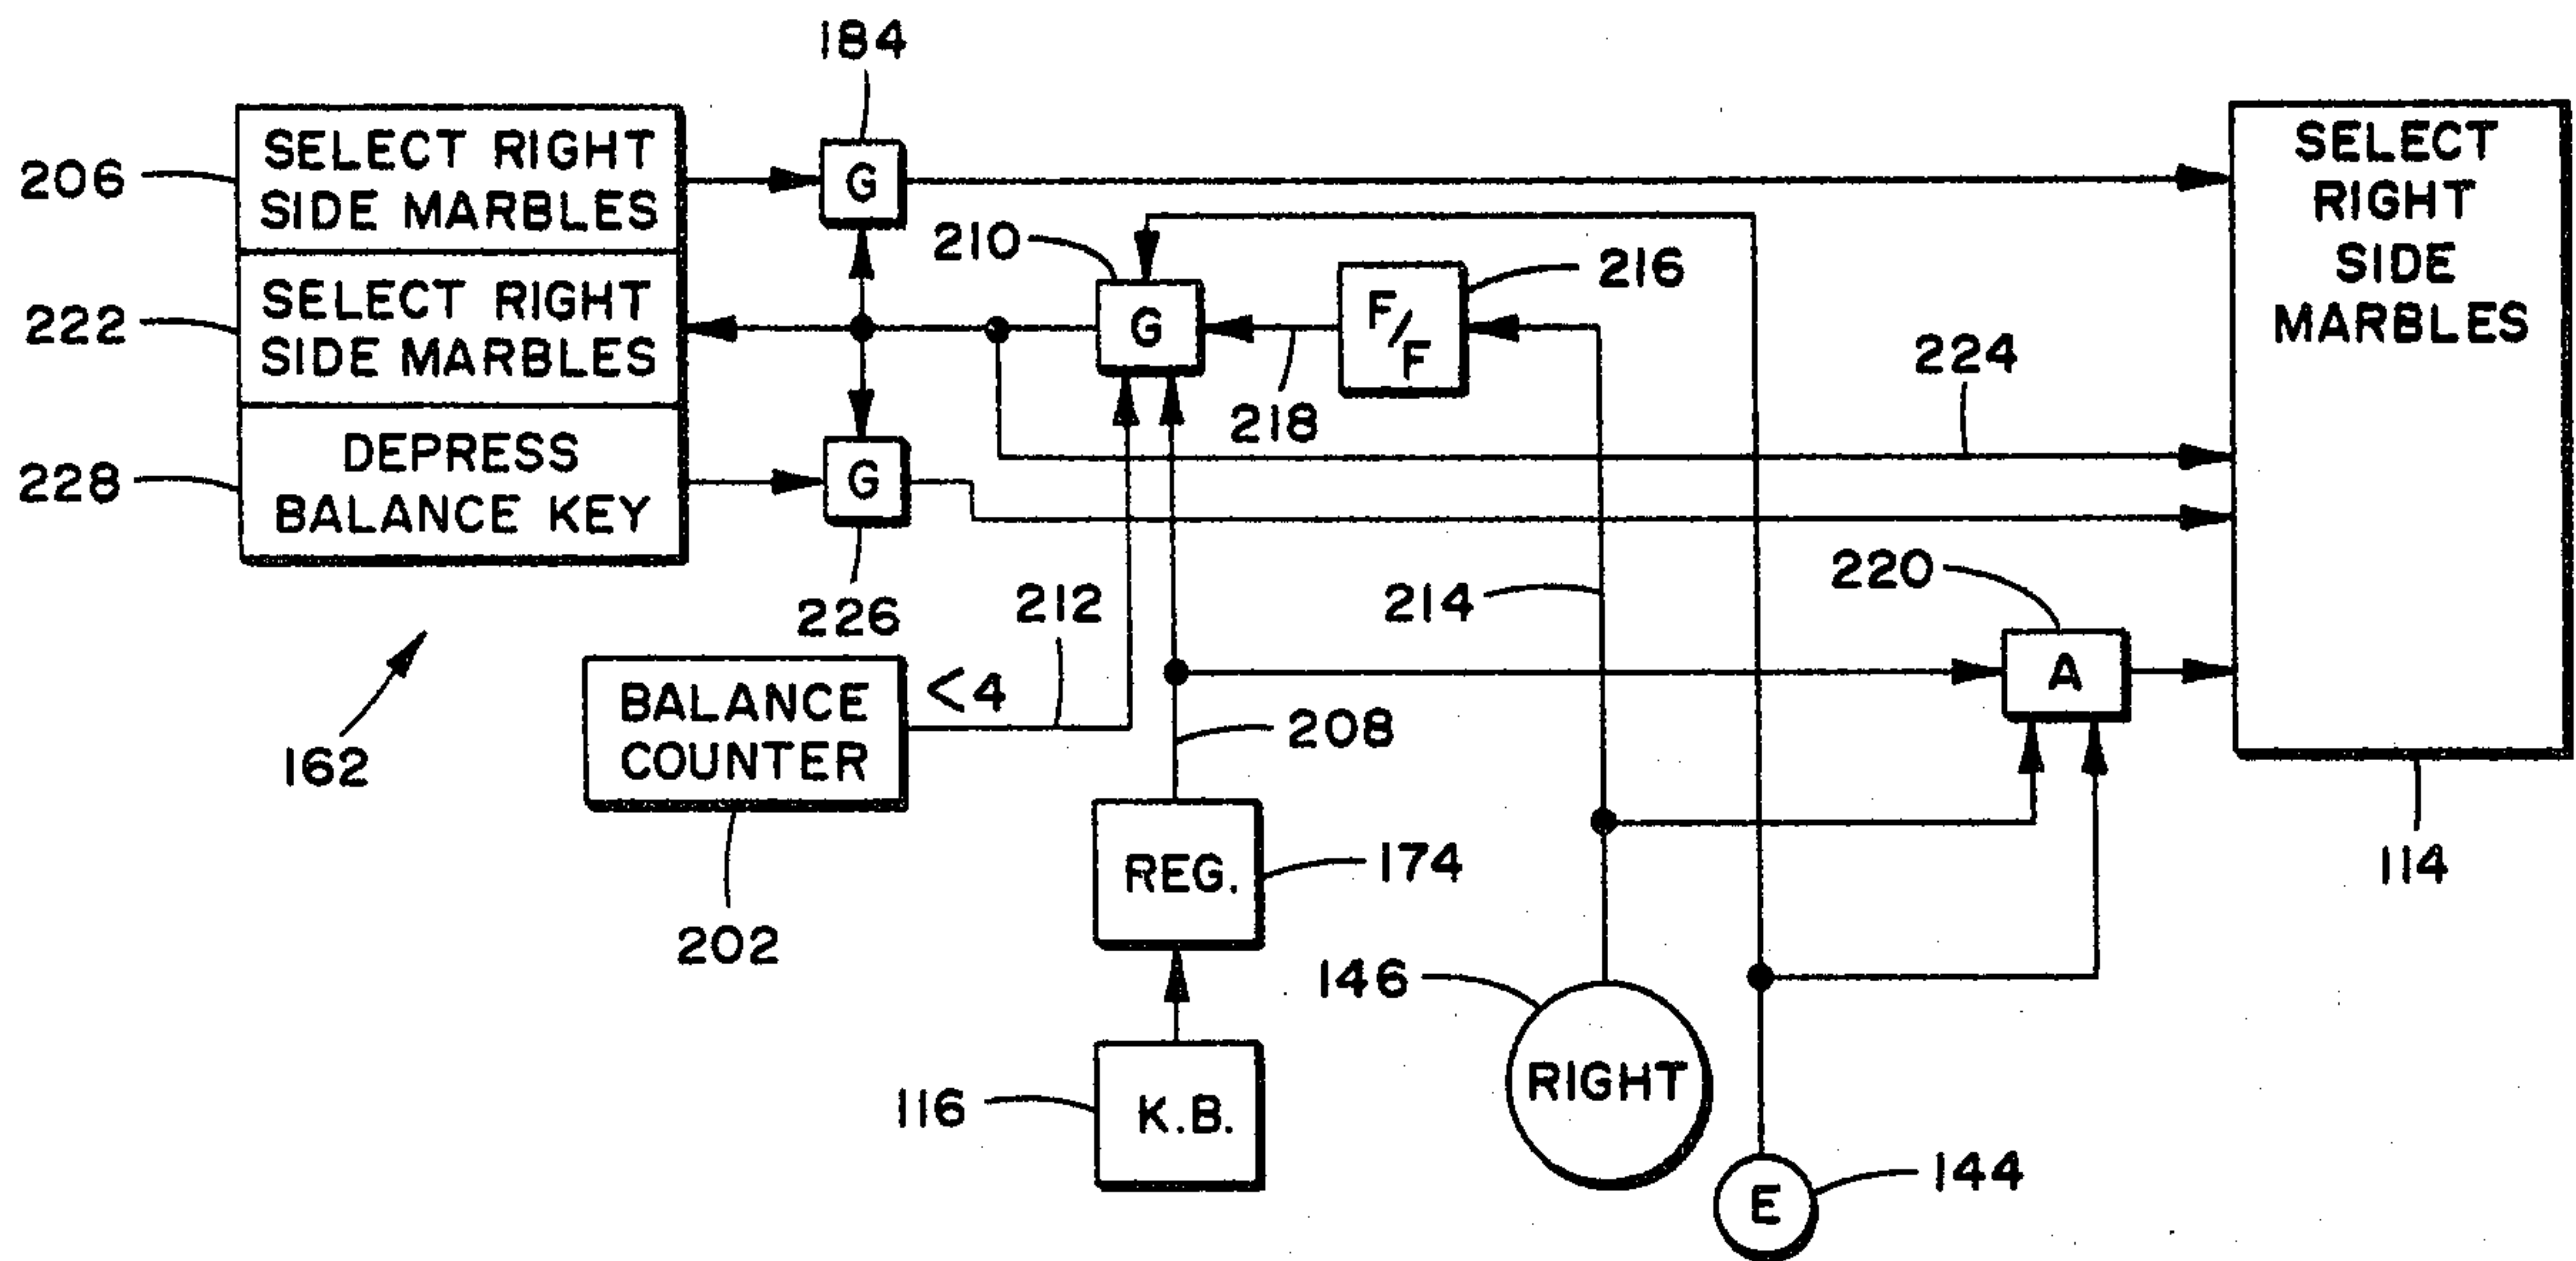 184
206
SELECT RIGHT
SIDE MARBLES
G
SELECT
RIGHT
SIDE
MARBLES
210
216
222
SELECT RIGHT
SIDE MARBLES
G
F/F
218
224
228
DEPRESS
BALANCE KEY
G
226
212
214
220
162
BALANCE
COUNTER
<4
208
A
202
REG.
174
114
146
RIGHT
116
K.B.
E
144